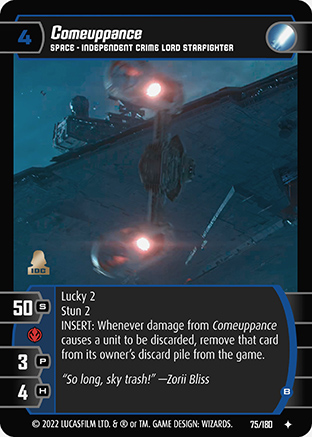 4 Comeuppance
SPACE - INDEPENDENT CRIME LORD STARFIGHTER
IDC
50 S
3 P
4 H
Lucky 2
Stun 2
INSERT: Whenever damage from Comeuppance
causes a unit to be discarded, remove that card
from its owner's discard pile from the game.
"So long, sky trash!" —Zorii Bliss
B
© 2022 LUCASFILM LTD. & ® or TM. GAME DESIGN: WIZARDS. 75/180